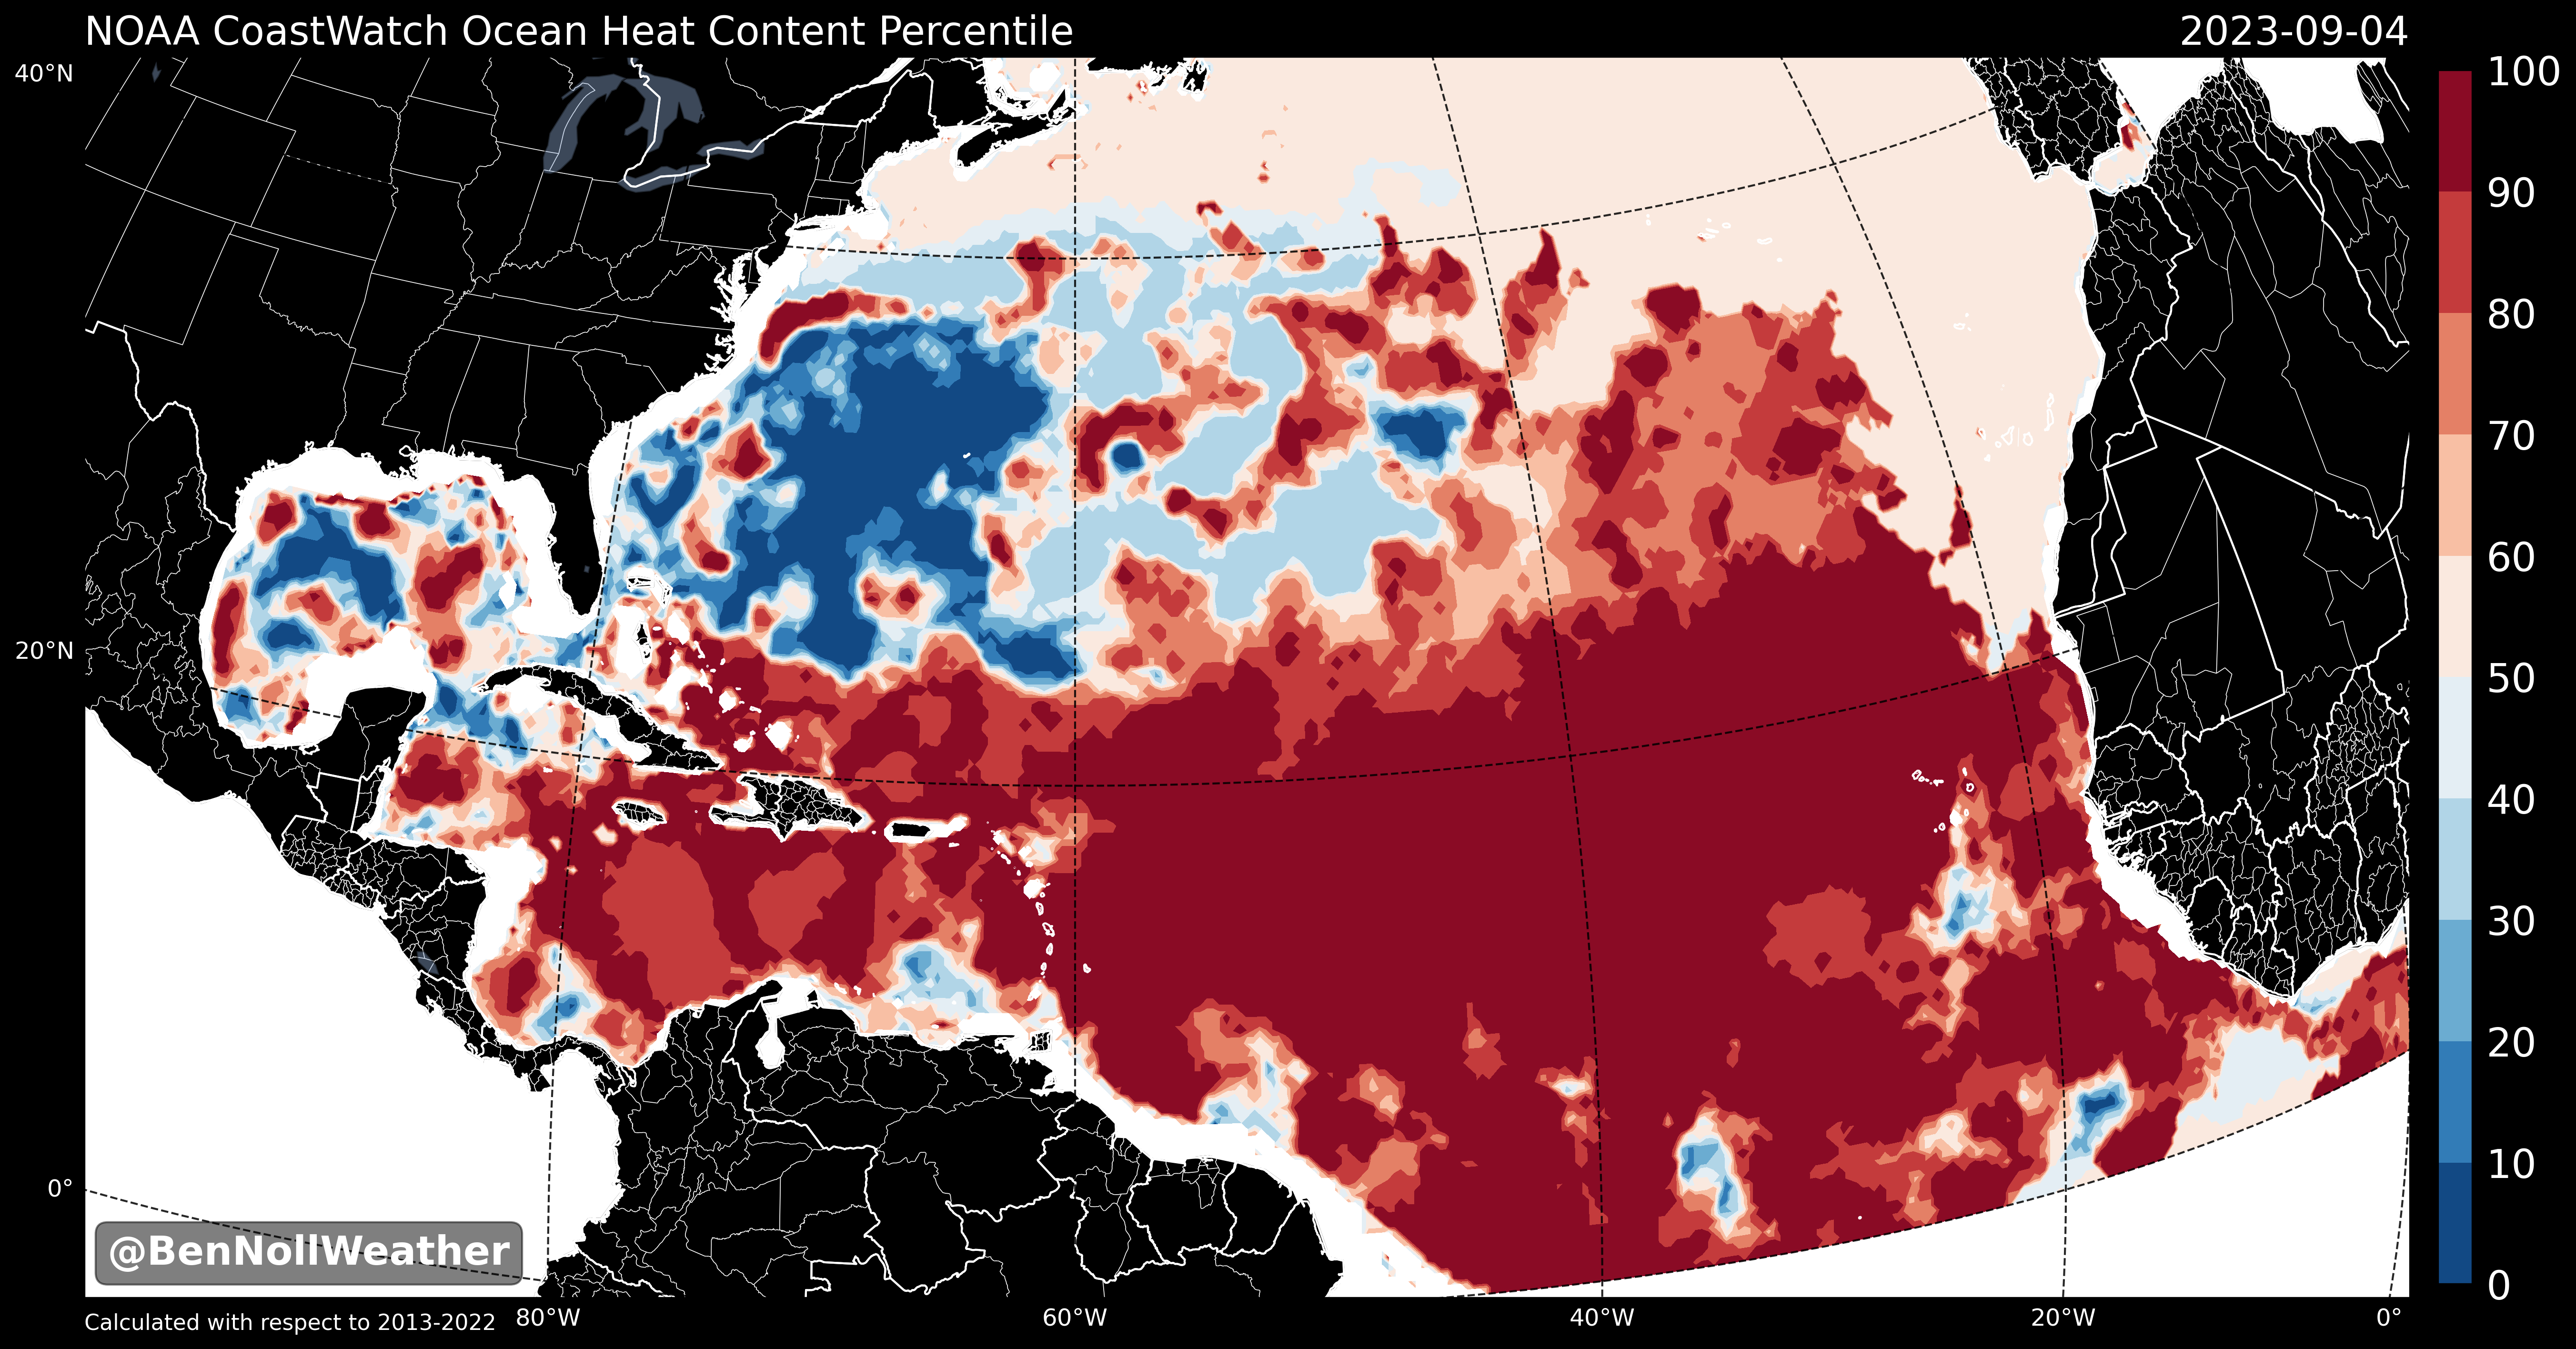 NOAA CoastWatch Ocean Heat Content Percentile
2023-09-04
40°N
20°N
0°
100
90
80
70
60
50
40
30
20
10
0
@BenNollWeather
Calculated with respect to 2013-2022
80°W
60°W
40°W
20°W
0°